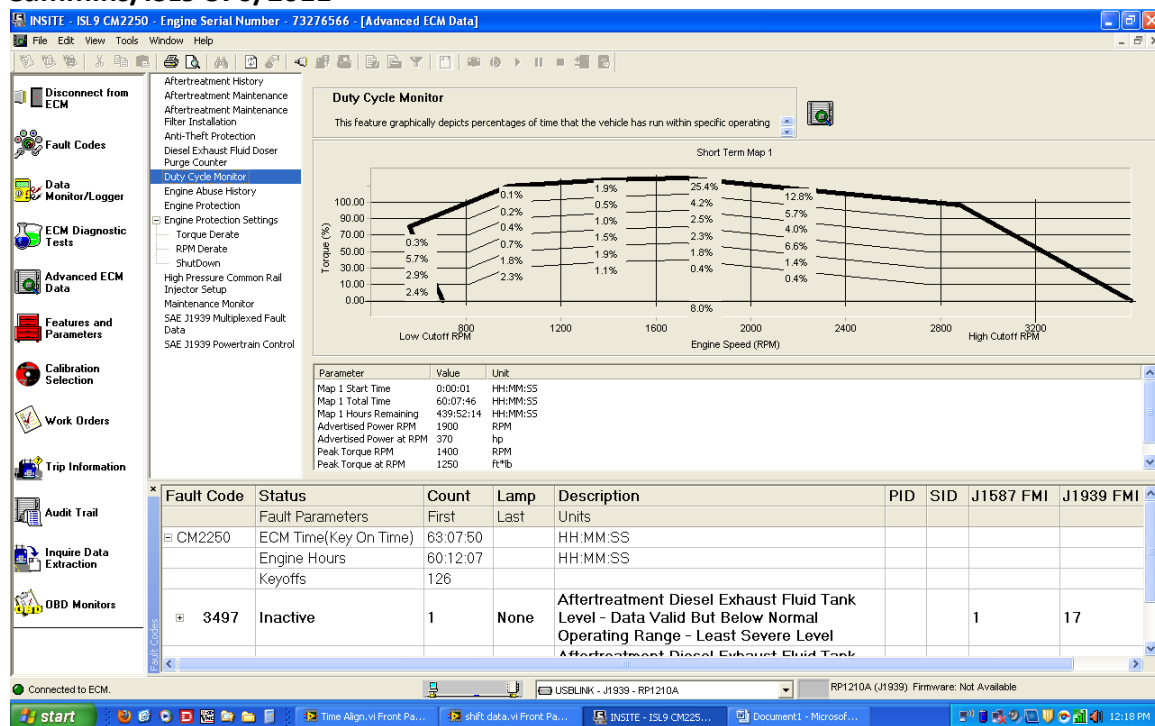 INSITE - ISL9 CM2250 - Engine Serial Number - 73276566 - [Advanced ECM Data]
File Edit View Tools Window Help
Disconnect from
ECM
Fault Codes
Data
Monitor/Logger
ECM Diagnostic
Tests
Advanced ECM
Data
Features and
Parameters
Calibration
Selection
Work Orders
Trip Information
Audit Trail
Inquire Data
Extraction
OBD Monitors
Aftertreatment History
Aftertreatment Maintenance
Aftertreatment Maintenance
Filter Installation
Anti-Theft Protection
Diesel Exhaust Fluid Doser
Purge Counter
Duty Cycle Monitor
Engine Abuse History
Engine Protection
Engine Protection Settings
Torque Derate
RPM Derate
ShutDown
High Pressure Common Rail
Injector Setup
Maintenance Monitor
SAE J1939 Multiplexed Fault
Data
SAE J1939 Powertrain Control
Duty Cycle Monitor
This feature graphically depicts percentages of time that the vehicle has run within specific operating
Short Term Map 1
Torque (%)
100.00
90.00
70.00
50.00
30.00
10.00
0.00
0.3%
5.7%
2.9%
2.4%
0.1%
0.2%
0.4%
0.7%
1.8%
2.3%
1.9%
0.5%
1.0%
1.5%
1.9%
1.1%
25.4%
4.2%
2.5%
2.3%
1.8%
0.4%
12.8%
5.7%
4.0%
6.6%
1.4%
0.4%
8.0%
800 1200 1600 2000 2400 2800 3200
Low Cutoff RPM
High Cutoff RPM
Engine Speed (RPM)
Parameter Value Unit
Map 1 Start Time 0:00:01 HH:MM:SS
Map 1 Total Time 60:07:46 HH:MM:SS
Map 1 Hours Remaining 439:52:14 HH:MM:SS
Advertised Power RPM 1900 RPM
Advertised Power at RPM 370 hp
Peak Torque RPM 1400 RPM
Peak Torque at RPM 1250 ft*lb
Fault Codes
Fault Code Status Count Lamp Description PID SID J1587 FMI J1939 FMI
Fault Parameters First Last Units
CM2250 ECM Time(Key On Time) 63:07:50 HH:MM:SS
Engine Hours 60:12:07 HH:MM:SS
Keyoffs 126
3497 Inactive 1 None Aftertreatment Diesel Exhaust Fluid Tank 1 17
Level - Data Valid But Below Normal
Operating Range - Least Severe Level
Aftertreatment Diesel Exhaust Fluid Tank
Connected to ECM.
USBLINK - J1939 - RP1210A
RP1210A (J1939) Firmware: Not Available
start
Time Align.vi Front Pa...
shift data.vi Front Pa...
INSITE - ISL9 CM225...
Document1 - Microsof...
12:18 PM